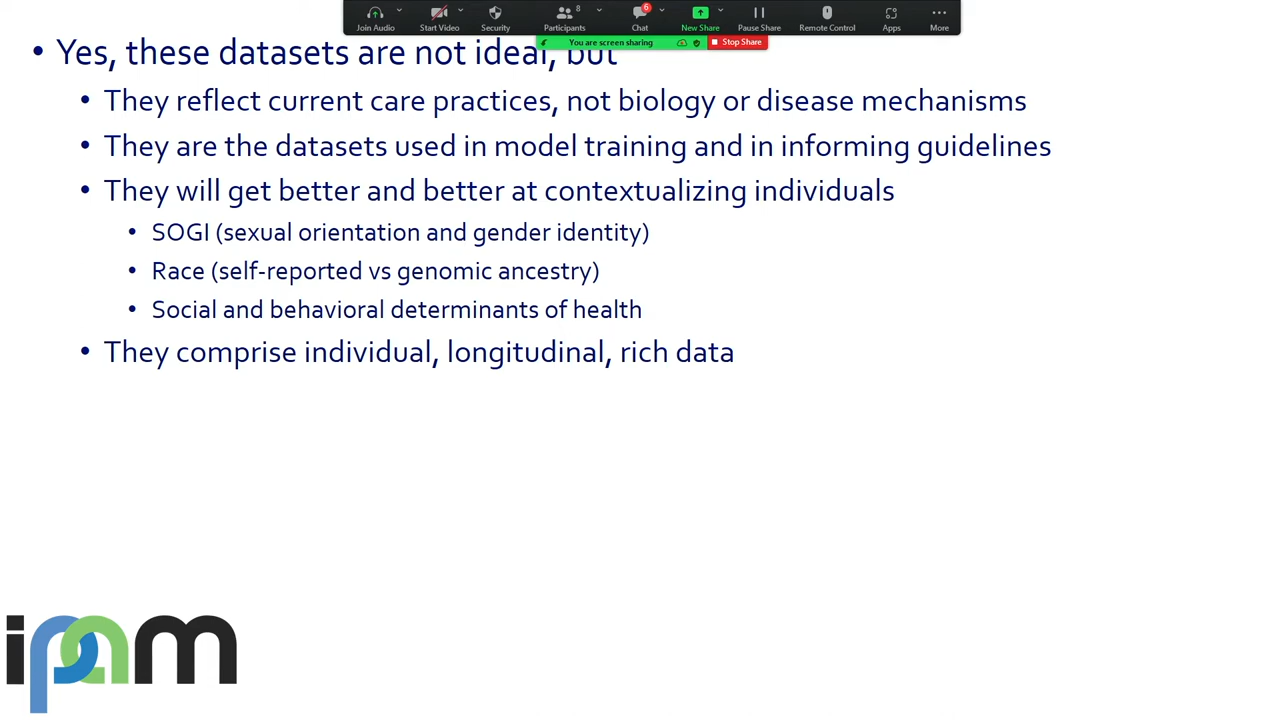 Join Audio
Start Video
Security
Participants 8
Chat 6
New Share
Pause Share
Remote Control
Apps
More
You are screen sharing
Stop Share
• Yes, these datasets are not ideal, but
• They reflect current care practices, not biology or disease mechanisms
• They are the datasets used in model training and in informing guidelines
• They will get better and better at contextualizing individuals
• SOGI (sexual orientation and gender identity)
• Race (self-reported vs genomic ancestry)
• Social and behavioral determinants of health
• They comprise individual, longitudinal, rich data
ipam